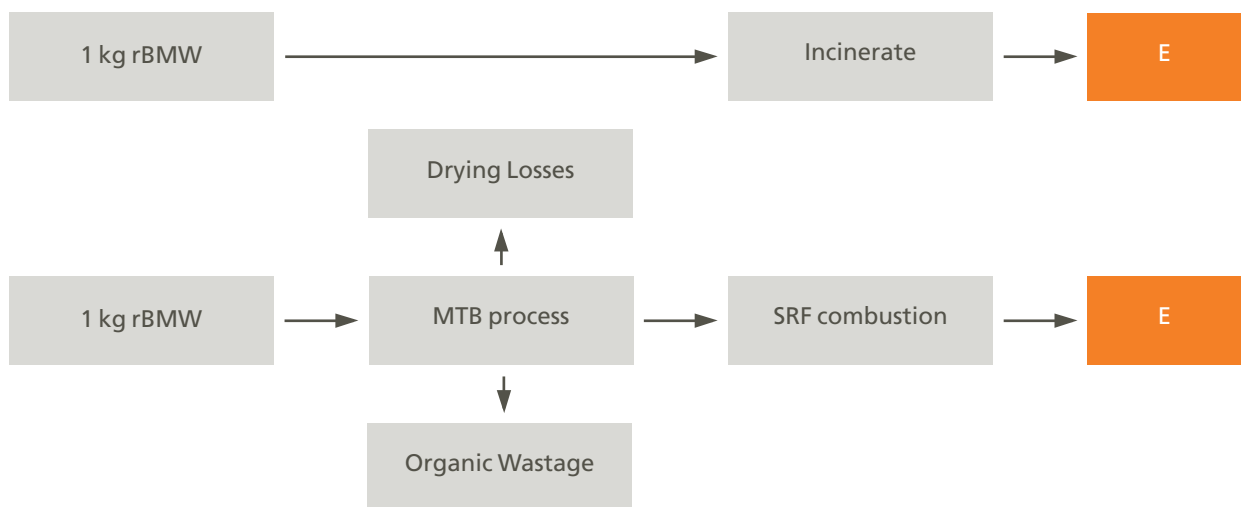 1 kg rBMW
Incinerate
E
Drying Losses
1 kg rBMW
MTB process
SRF combustion
E
Organic Wastage